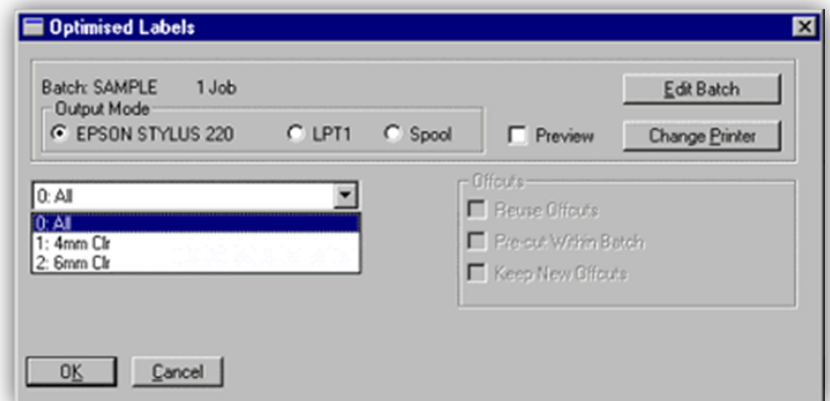 Optimised Labels
Batch: SAMPLE 1 Job
Edit Batch
Output Mode
EPSON STYLUS 220 LPT1 Spool
Preview
Change Printer
0: All
0: All
1: 4mm Clr
2: 6mm Clr
Offcuts
Reuse Offcuts
Pre-cut Within Batch
Keep New Offcuts
OK Cancel